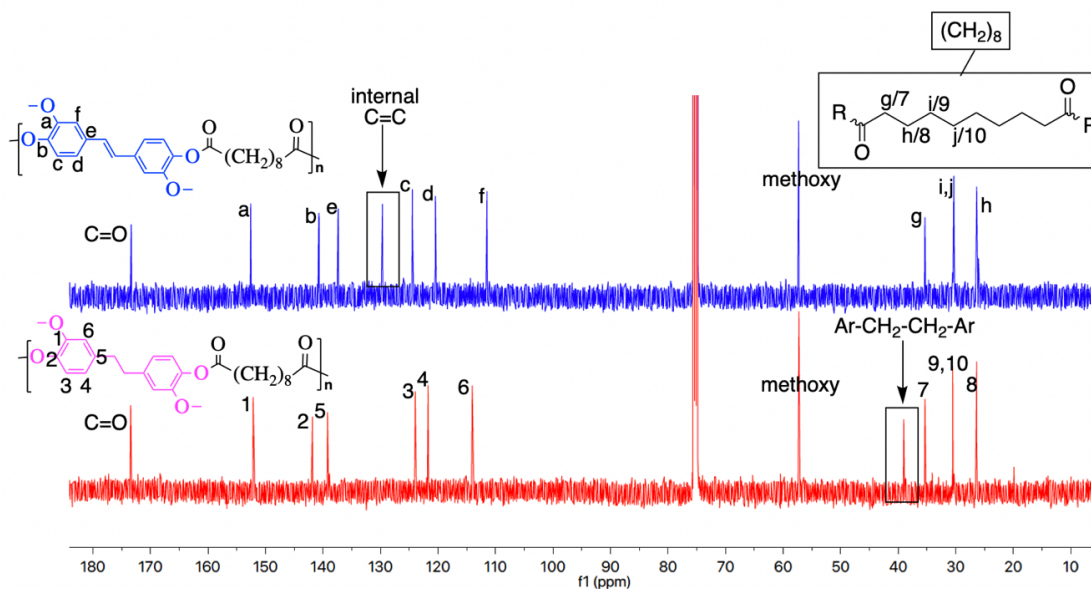 (CH2)8
internal
C=C
O
g/7
i/9
O
R
R
h/8
j/10
O
O
a
f
e
O
b
c
d
O
O
(CH2)8
O
O
n
methoxy
C=O
a
b
e
c
d
f
g
i,j
h
Ar-CH2-CH2-Ar
O
1
6
O
2
5
3
4
O
O
(CH2)8
O
O
n
methoxy
C=O
1
2
5
3
4
6
7
9,10
8
180 170 160 150 140 130 120 110 100 90 80 70 60 50 40 30 20 10
f1 (ppm)